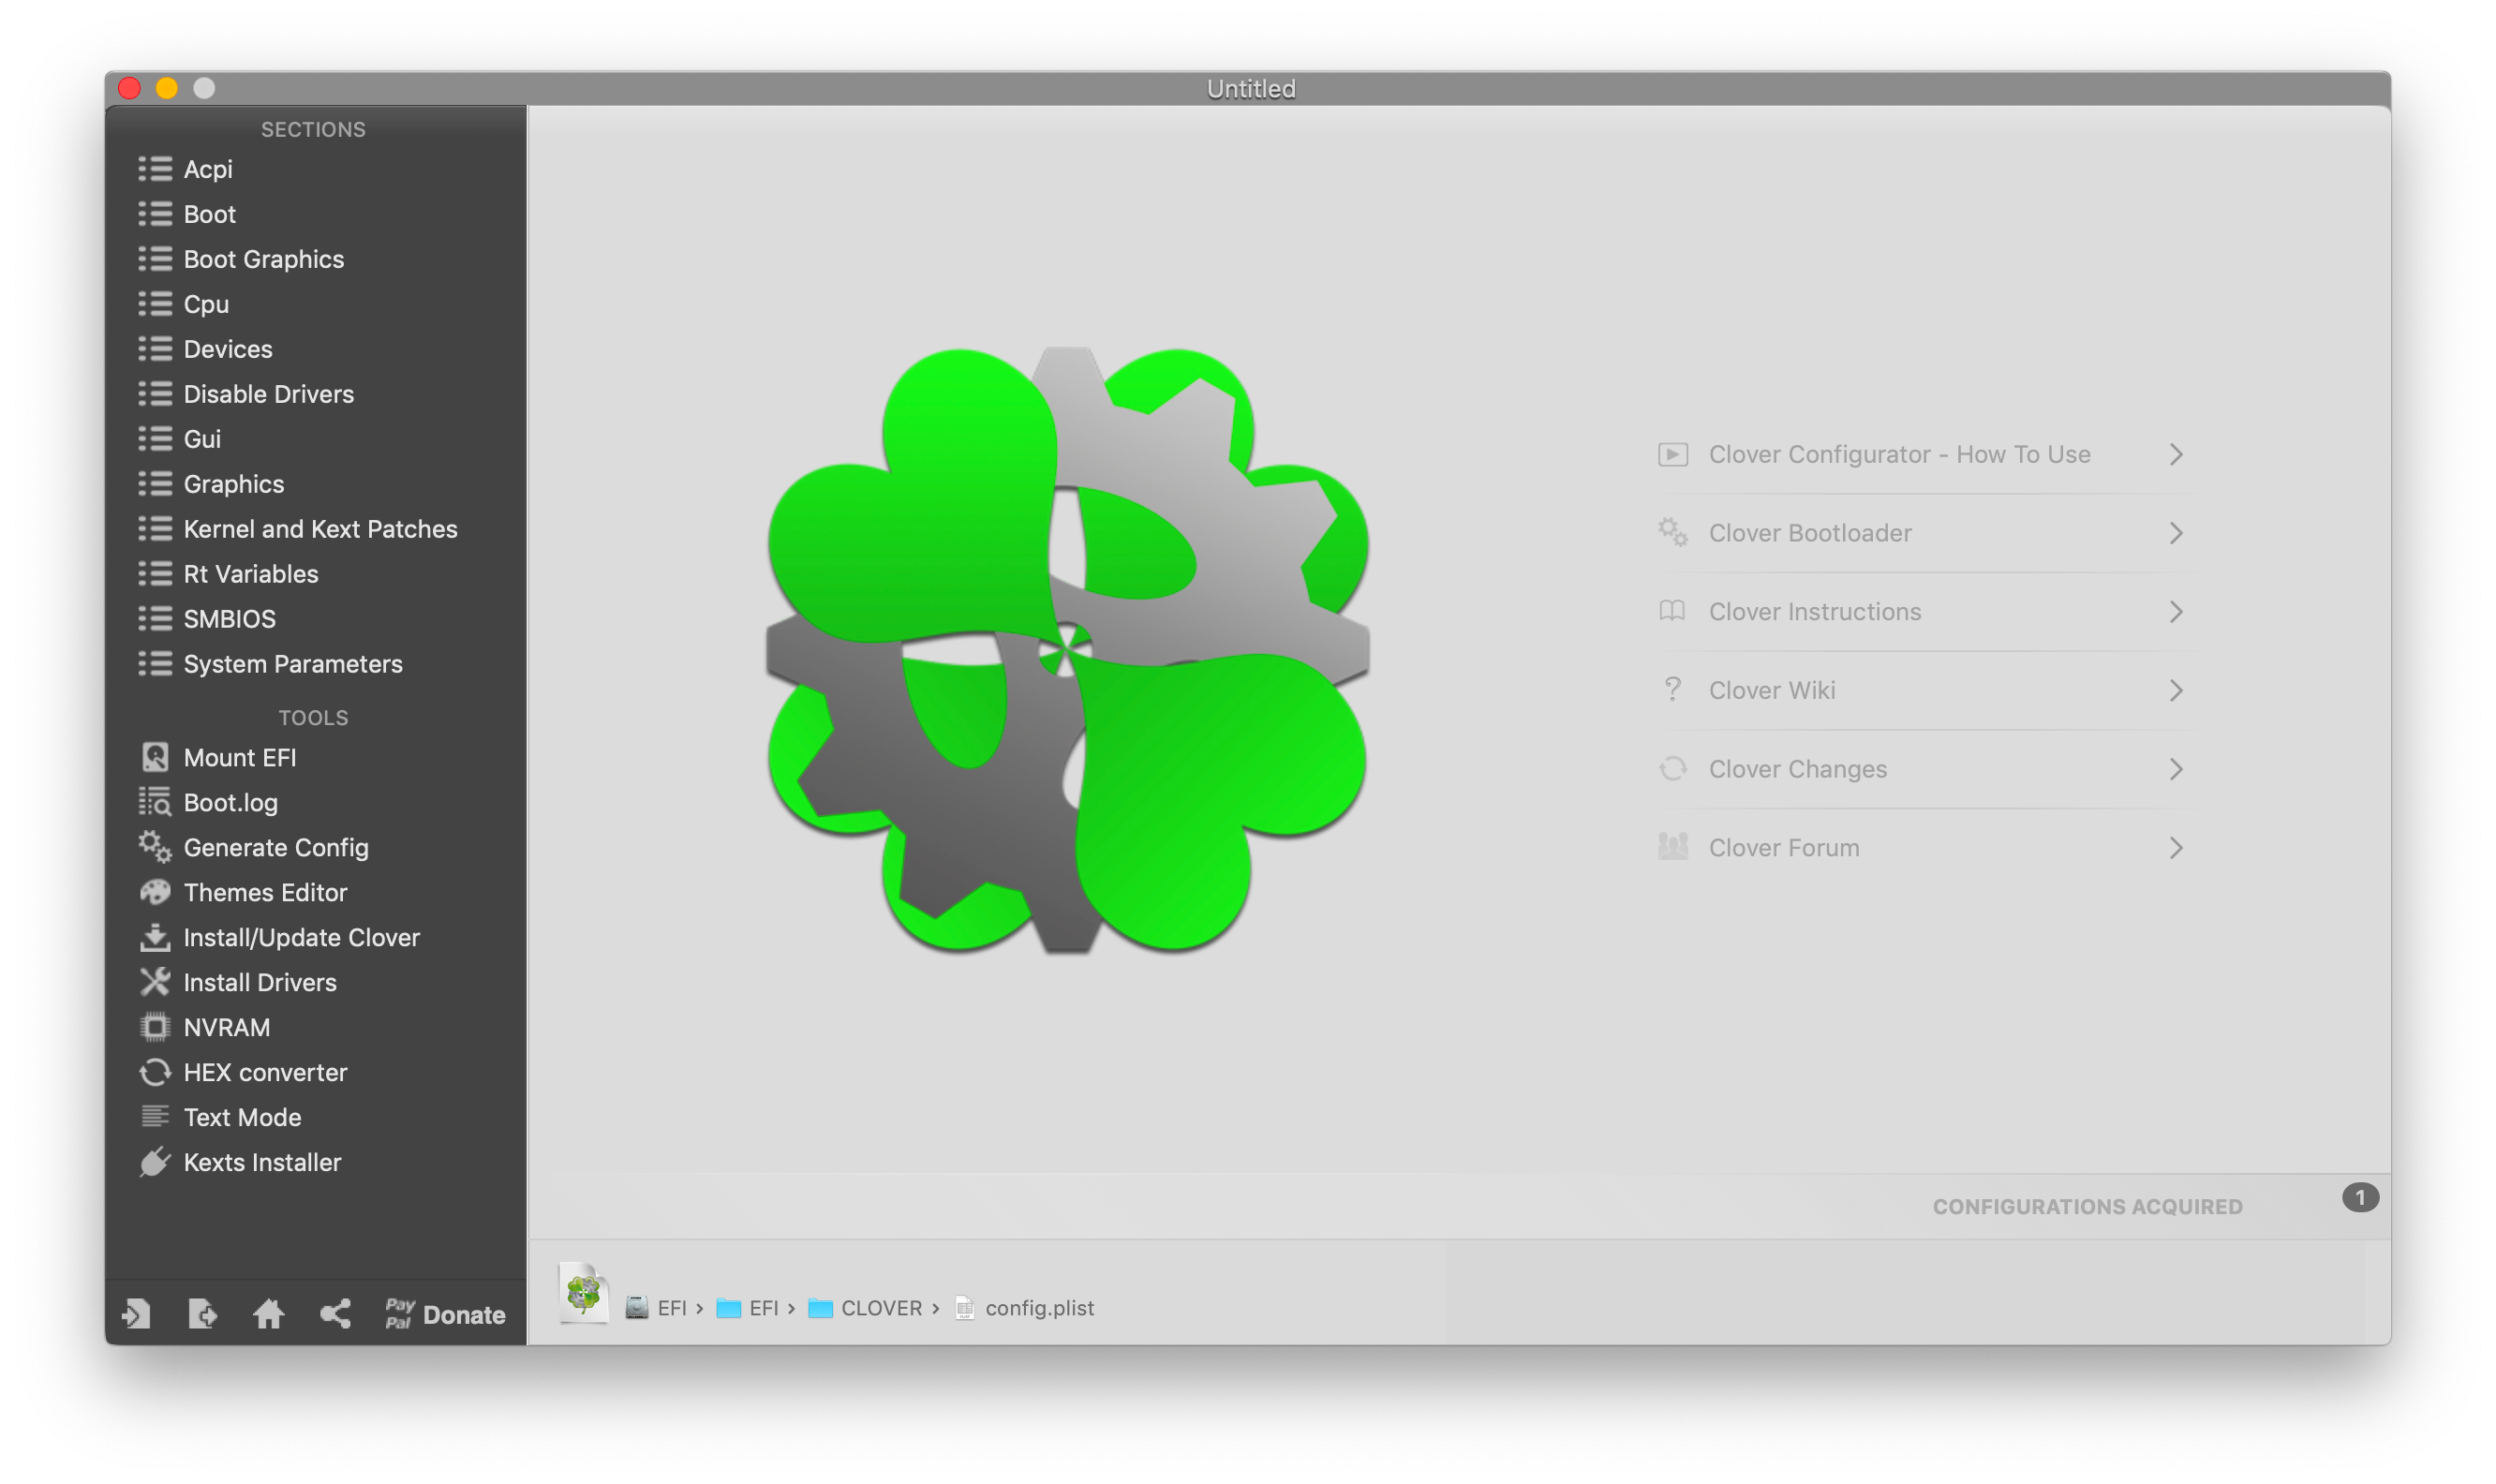 Untitled
SECTIONS
Acpi
Boot
Boot Graphics
Cpu
Devices
Disable Drivers
Gui
Graphics
Kernel and Kext Patches
Rt Variables
SMBIOS
System Parameters
TOOLS
Mount EFI
Boot.log
Generate Config
Themes Editor
Install/Update Clover
Install Drivers
NVRAM
HEX converter
Text Mode
Kexts Installer
Pay
Pal
Donate
Clover Configurator - How To Use
Clover Bootloader
Clover Instructions
? Clover Wiki
Clover Changes
Clover Forum
CONFIGURATIONS ACQUIRED
1
EFI › EFI › CLOVER › config.plist